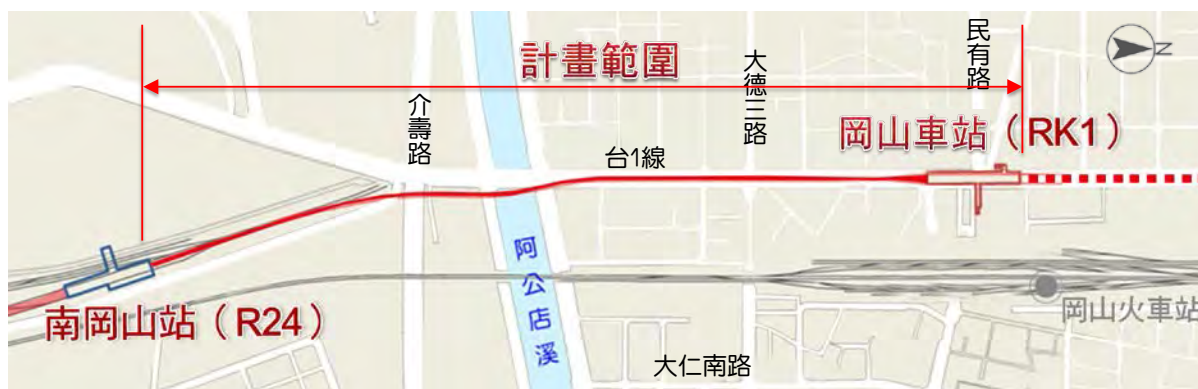 計畫範圍
民有路
N
大德三路
介壽路
岡山車站（RK1）
台1線
阿公店溪
南岡山站（R24）
岡山火車站
大仁南路